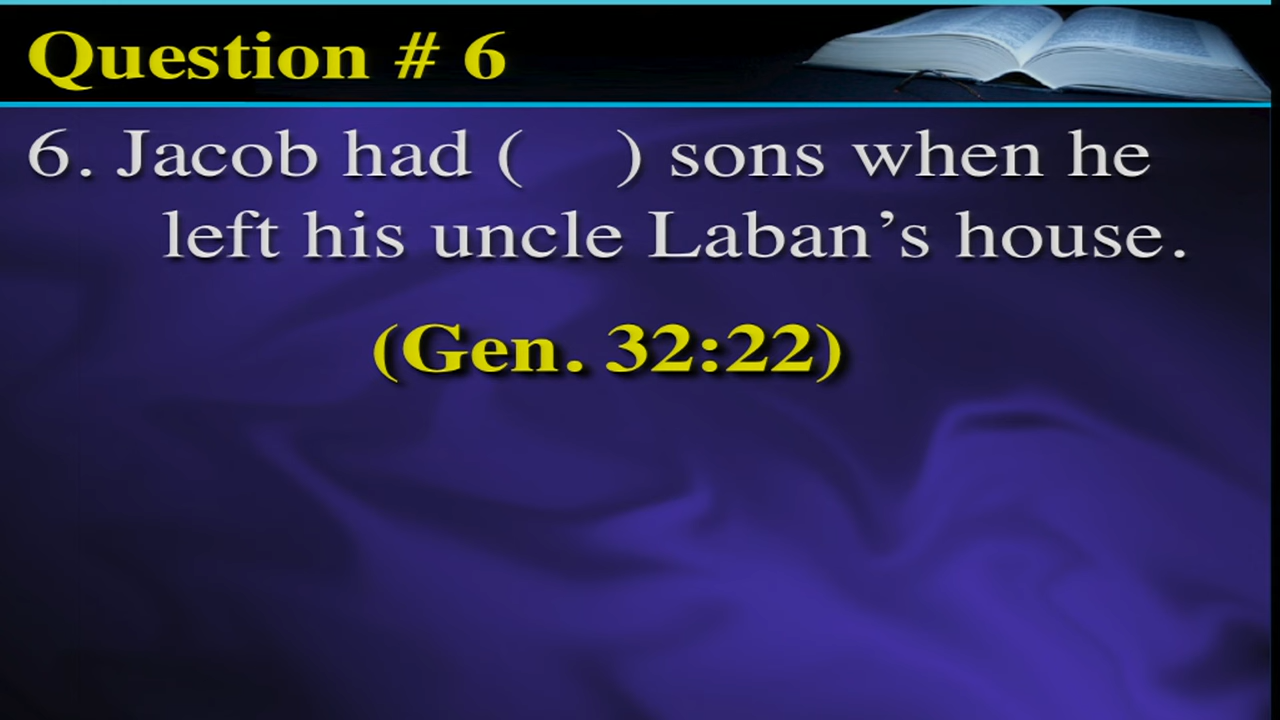 Question # 6
6. Jacob had (    ) sons when he
left his uncle Laban’s house.
(Gen. 32:22)